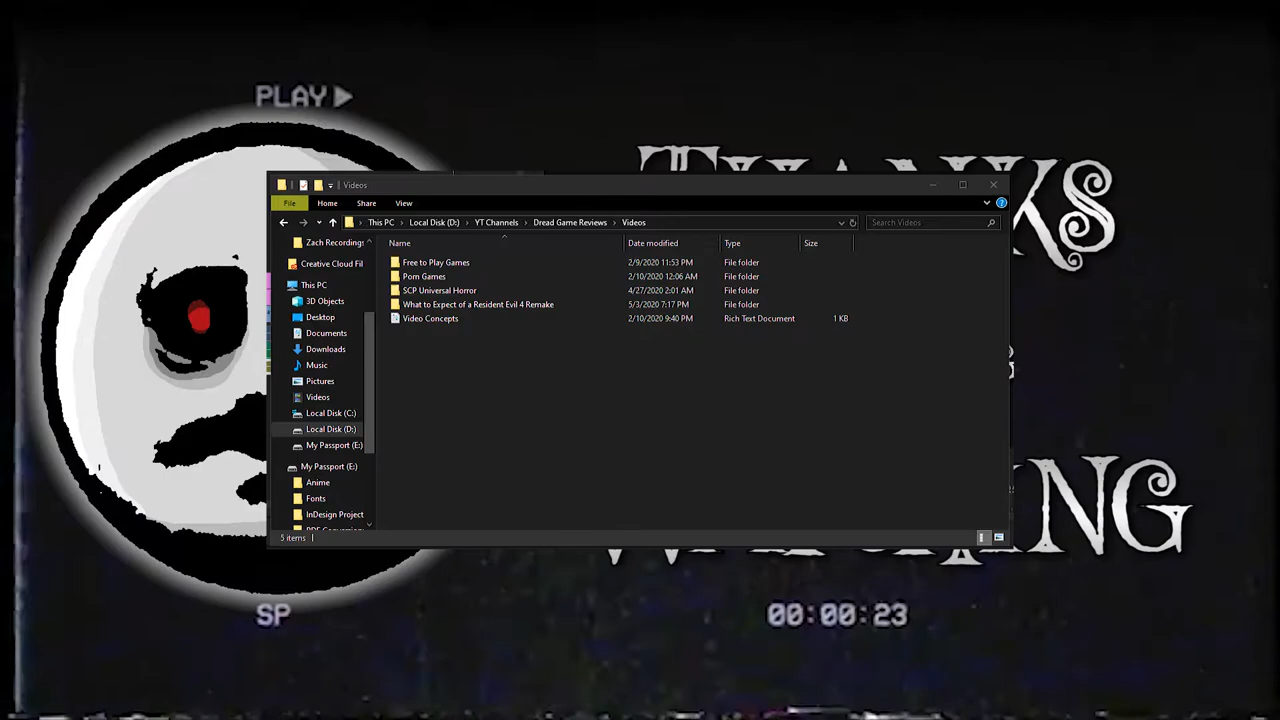 PLAY
THANKS
Videos
File Home Share View
This PC Local Disk (D:) YT Channels Dread Game Reviews Videos
Search Videos
Name Date modified Type Size
Zach Recordings
Creative Cloud Fil
This PC
3D Objects
Desktop
Documents
Downloads
Music
Pictures
Videos
Local Disk (C:)
Local Disk (D:)
My Passport (E:)
My Passport (E:)
Anime
Fonts
InDesign Project
Free to Play Games 2/9/2020 11:53 PM File folder
Porn Games 2/10/2020 12:06 AM File folder
SCP Universal Horror 4/27/2020 2:01 AM File folder
What to Expect of a Resident Evil 4 Remake 5/3/2020 7:17 PM File folder
Video Concepts 2/10/2020 9:40 PM Rich Text Document 1 KB
5 items
SP
00:00:23